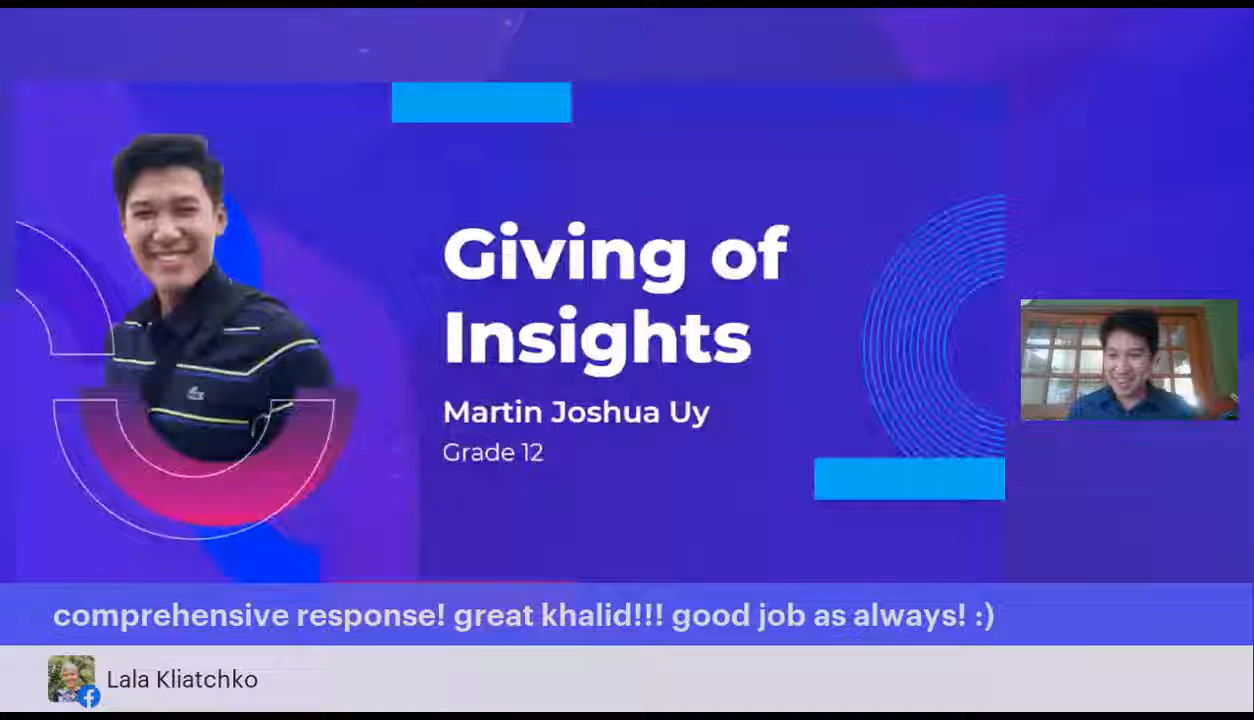 Giving of
Insights
Martin Joshua Uy
Grade 12
comprehensive response! great khalid!!! good job as always! :)
Lala Kliatchko